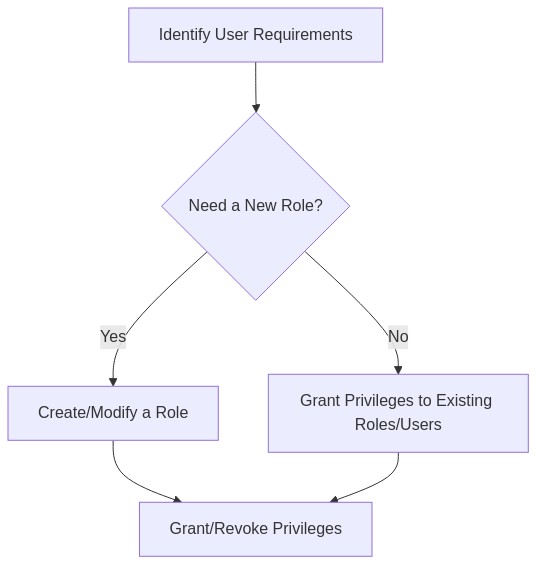 Identify User Requirements
Need a New Role?
Yes
No
Create/Modify a Role
Grant Privileges to Existing
Roles/Users
Grant/Revoke Privileges